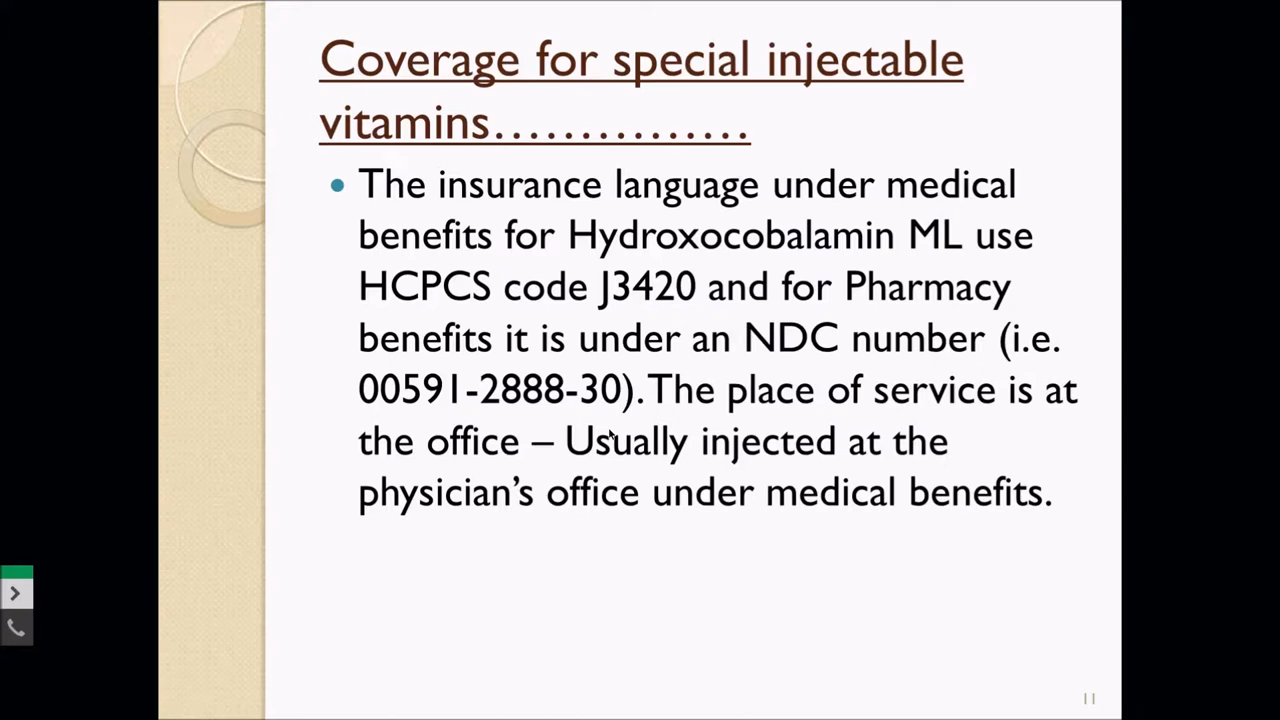 Coverage for special injectable
vitamins……………
• The insurance language under medical
benefits for Hydroxocobalamin ML use
HCPCS code J3420 and for Pharmacy
benefits it is under an NDC number (i.e.
00591-2888-30). The place of service is at
the office – Usually injected at the
physician’s office under medical benefits.
11